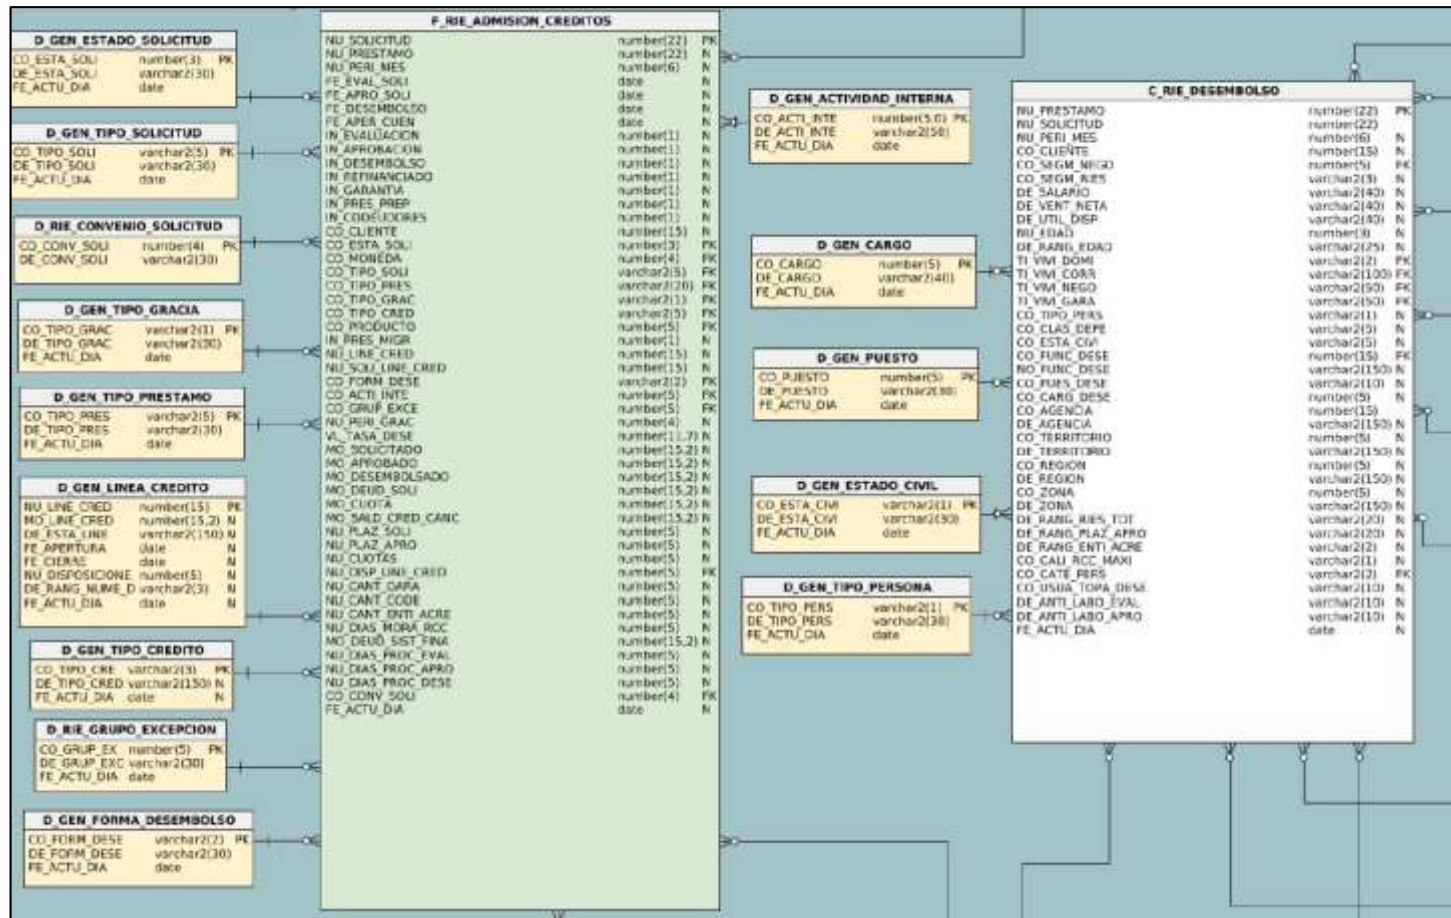 D_GEN_ESTADO_SOLICITUD
CO_ESTA_SOLI number(3) PK
DE_ESTA_SOLI varchar2(30)
FE_ACTU_DIA date
D_GEN_TIPO_SOLICITUD
CO_TIPO_SOLI varchar2(5) PK
DE_TIPO_SOLI varchar2(30)
FE_ACTU_DIA date
D_RIE_CONVENIO_SOLICITUD
CO_CONV_SOLI number(4) PK
DE_CONV_SOLI varchar2(30)
D_GEN_TIPO_GRACIA
CO_TIPO_GRAC varchar2(1) PK
DE_TIPO_GRAC varchar2(30)
FE_ACTU_DIA date
D_GEN_TIPO_PRESTAMO
CO_TIPO_PRES varchar2(5) PK
DE_TIPO_PRES varchar2(30)
FE_ACTU_DIA date
D_GEN_LINEA_CREDITO
NU_LINE_CRED number(15) PK
MO_LINE_CRED number(15,2) N
DE_ESTA_LINE varchar2(150) N
FE_APERTURA date N
FE_CIERRE date N
NU_DISPOSICIONE number(5) N
DE_RANG_NUME_D varchar2(3) N
FE_ACTU_DIA date N
D_GEN_TIPO_CREDITO
CO_TIPO_CRE varchar2(3) PK
DE_TIPO_CRED varchar2(150) N
FE_ACTU_DIA date N
D_RIE_GRUPO_EXCEPCION
CO_GRUP_EX number(5) PK
DE_GRUP_EXC varchar2(30)
FE_ACTU_DIA date
D_GEN_FORMA_DESEMBOLSO
CO_FORM_DESE varchar2(2) PK
DE_FORM_DESE varchar2(30)
FE_ACTU_DIA date
F_RIE_ADMISION_CREDITOS
NU_SOLICITUD number(22) PK
NU_PRESTAMO number(22) N
NU_PERI_MES number(6) N
FE_EVAL_SOLI date N
FE_APRO_SOLI date N
FE_DESEMBOLSO date N
FE_APER_CUEN date N
IN_EVALUACION number(1) N
IN_APROBACION number(1) N
IN_DESEMBOLSO number(1) N
IN_REFINANCIADO number(1) N
IN_GARANTIA number(1) N
IN_PRES_PREP number(1) N
IN_CODEUDORES number(1) N
CO_CLIENTE number(15) N
CO_ESTA_SOLI number(3) FK
CO_MONEDA number(4) FK
CO_TIPO_SOLI varchar2(5) FK
CO_TIPO_PRES varchar2(20) FK
CO_TIPO_GRAC varchar2(1) FK
CO_TIPO_CRED varchar2(5) FK
CO_PRODUCTO number(5) FK
IN_PRES_MIGR number(1) N
NU_LINE_CRED number(15) N
NU_SOLI_LINE_CRED number(15) N
CO_FORM_DESE varchar2(2) FK
CO_ACTI_INTE number(5) FK
CO_GRUP_EXCE number(5) FK
NU_PERI_GRAC number(4) N
VL_TASA_DESE number(11,7) N
MO_SOLICITADO number(15,2) N
MO_APROBADO number(15,2) N
MO_DESEMBOLSADO number(15,2) N
MO_DEUD_SOLI number(15,2) N
MO_CUOTA number(15,2) N
MO_SALD_CRED_CANC number(15,2) N
NU_PLAZ_SOLI number(5) N
NU_PLAZ_APRO number(5) N
NU_CUOTAS number(5) N
NU_DISP_LINE_CRED number(5) FK
NU_CANT_GARA number(5) N
NU_CANT_CODE number(5) N
NU_CANT_ENTI_ACRE number(5) N
NU_DIAS_MORA_RCC number(5) N
MO_DEUD_SIST_FINA number(15,2) N
NU_DIAS_PROC_EVAL number(5) N
NU_DIAS_PROC_APRO number(5) N
NU_DIAS_PROC_DESE number(5) N
CO_CONV_SOLI number(4) FK
FE_ACTU_DIA date N
D_GEN_ACTIVIDAD_INTERNA
CO_ACTI_INTE number(5,0) PK
DE_ACTI_INTE varchar2(50)
FE_ACTU_DIA date
D_GEN_CARGO
CO_CARGO number(5) PK
DE_CARGO varchar2(40)
FE_ACTU_DIA date
D_GEN_PUESTO
CO_PUESTO number(5) PK
DE_PUESTO varchar2(30)
FE_ACTU_DIA date
D_GEN_ESTADO_CIVIL
CO_ESTA_CIVI varchar2(1) PK
DE_ESTA_CIVI varchar2(30)
FE_ACTU_DIA date
D_GEN_TIPO_PERSONA
CO_TIPO_PERS varchar2(1) PK
DE_TIPO_PERS varchar2(30)
FE_ACTU_DIA date
C_RIE_DESEMBOLSO
NU_PRESTAMO number(22) PK
NU_SOLICITUD number(22)
NU_PERI_MES number(6) N
CO_CLIENTE number(15) N
CO_SEGM_NEGO number(5) FK
CO_SEGM_RIES varchar2(3) N
DE_SALARIO varchar2(40) N
DE_VENT_NETA varchar2(40) N
DE_UTIL_DISP varchar2(40) N
NU_EDAD number(3) N
DE_RANG_EDAD varchar2(25) N
TI_VIVI_DOMI varchar2(2) FK
TI_VIVI_CORR varchar2(100) FK
TI_VIVI_NEGO varchar2(50) FK
TI_VIVI_GARA varchar2(50) FK
CO_TIPO_PERS varchar2(1) N
CO_CLAS_DEPE varchar2(5) N
CO_ESTA_CIVI varchar2(5) N
CO_FUNC_DESE number(15) FK
NO_FUNC_DESE varchar2(150) N
CO_PUES_DESE varchar2(10) N
CO_CARG_DESE number(5) N
CO_AGENCIA number(15)
DE_AGENCIA varchar2(150) N
CO_TERRITORIO number(5) N
DE_TERRITORIO varchar2(150) N
CO_REGION number(5) N
DE_REGION varchar2(150) N
CO_ZONA number(5) N
DE_ZONA varchar2(150) N
DE_RANG_RIES_TOT varchar2(20) N
DE_RANG_PLAZ_APRO varchar2(20) N
DE_RANG_ENTI_ACRE varchar2(2) N
CO_CALI_RCC_MAXI varchar2(1) N
CO_CATE_PERS varchar2(2) FK
CO_USUA_TOPA_DESE varchar2(10) N
DE_ANTI_LABO_EVAL varchar2(10) N
DE_ANTI_LABO_APRO varchar2(10) N
FE_ACTU_DIA date N